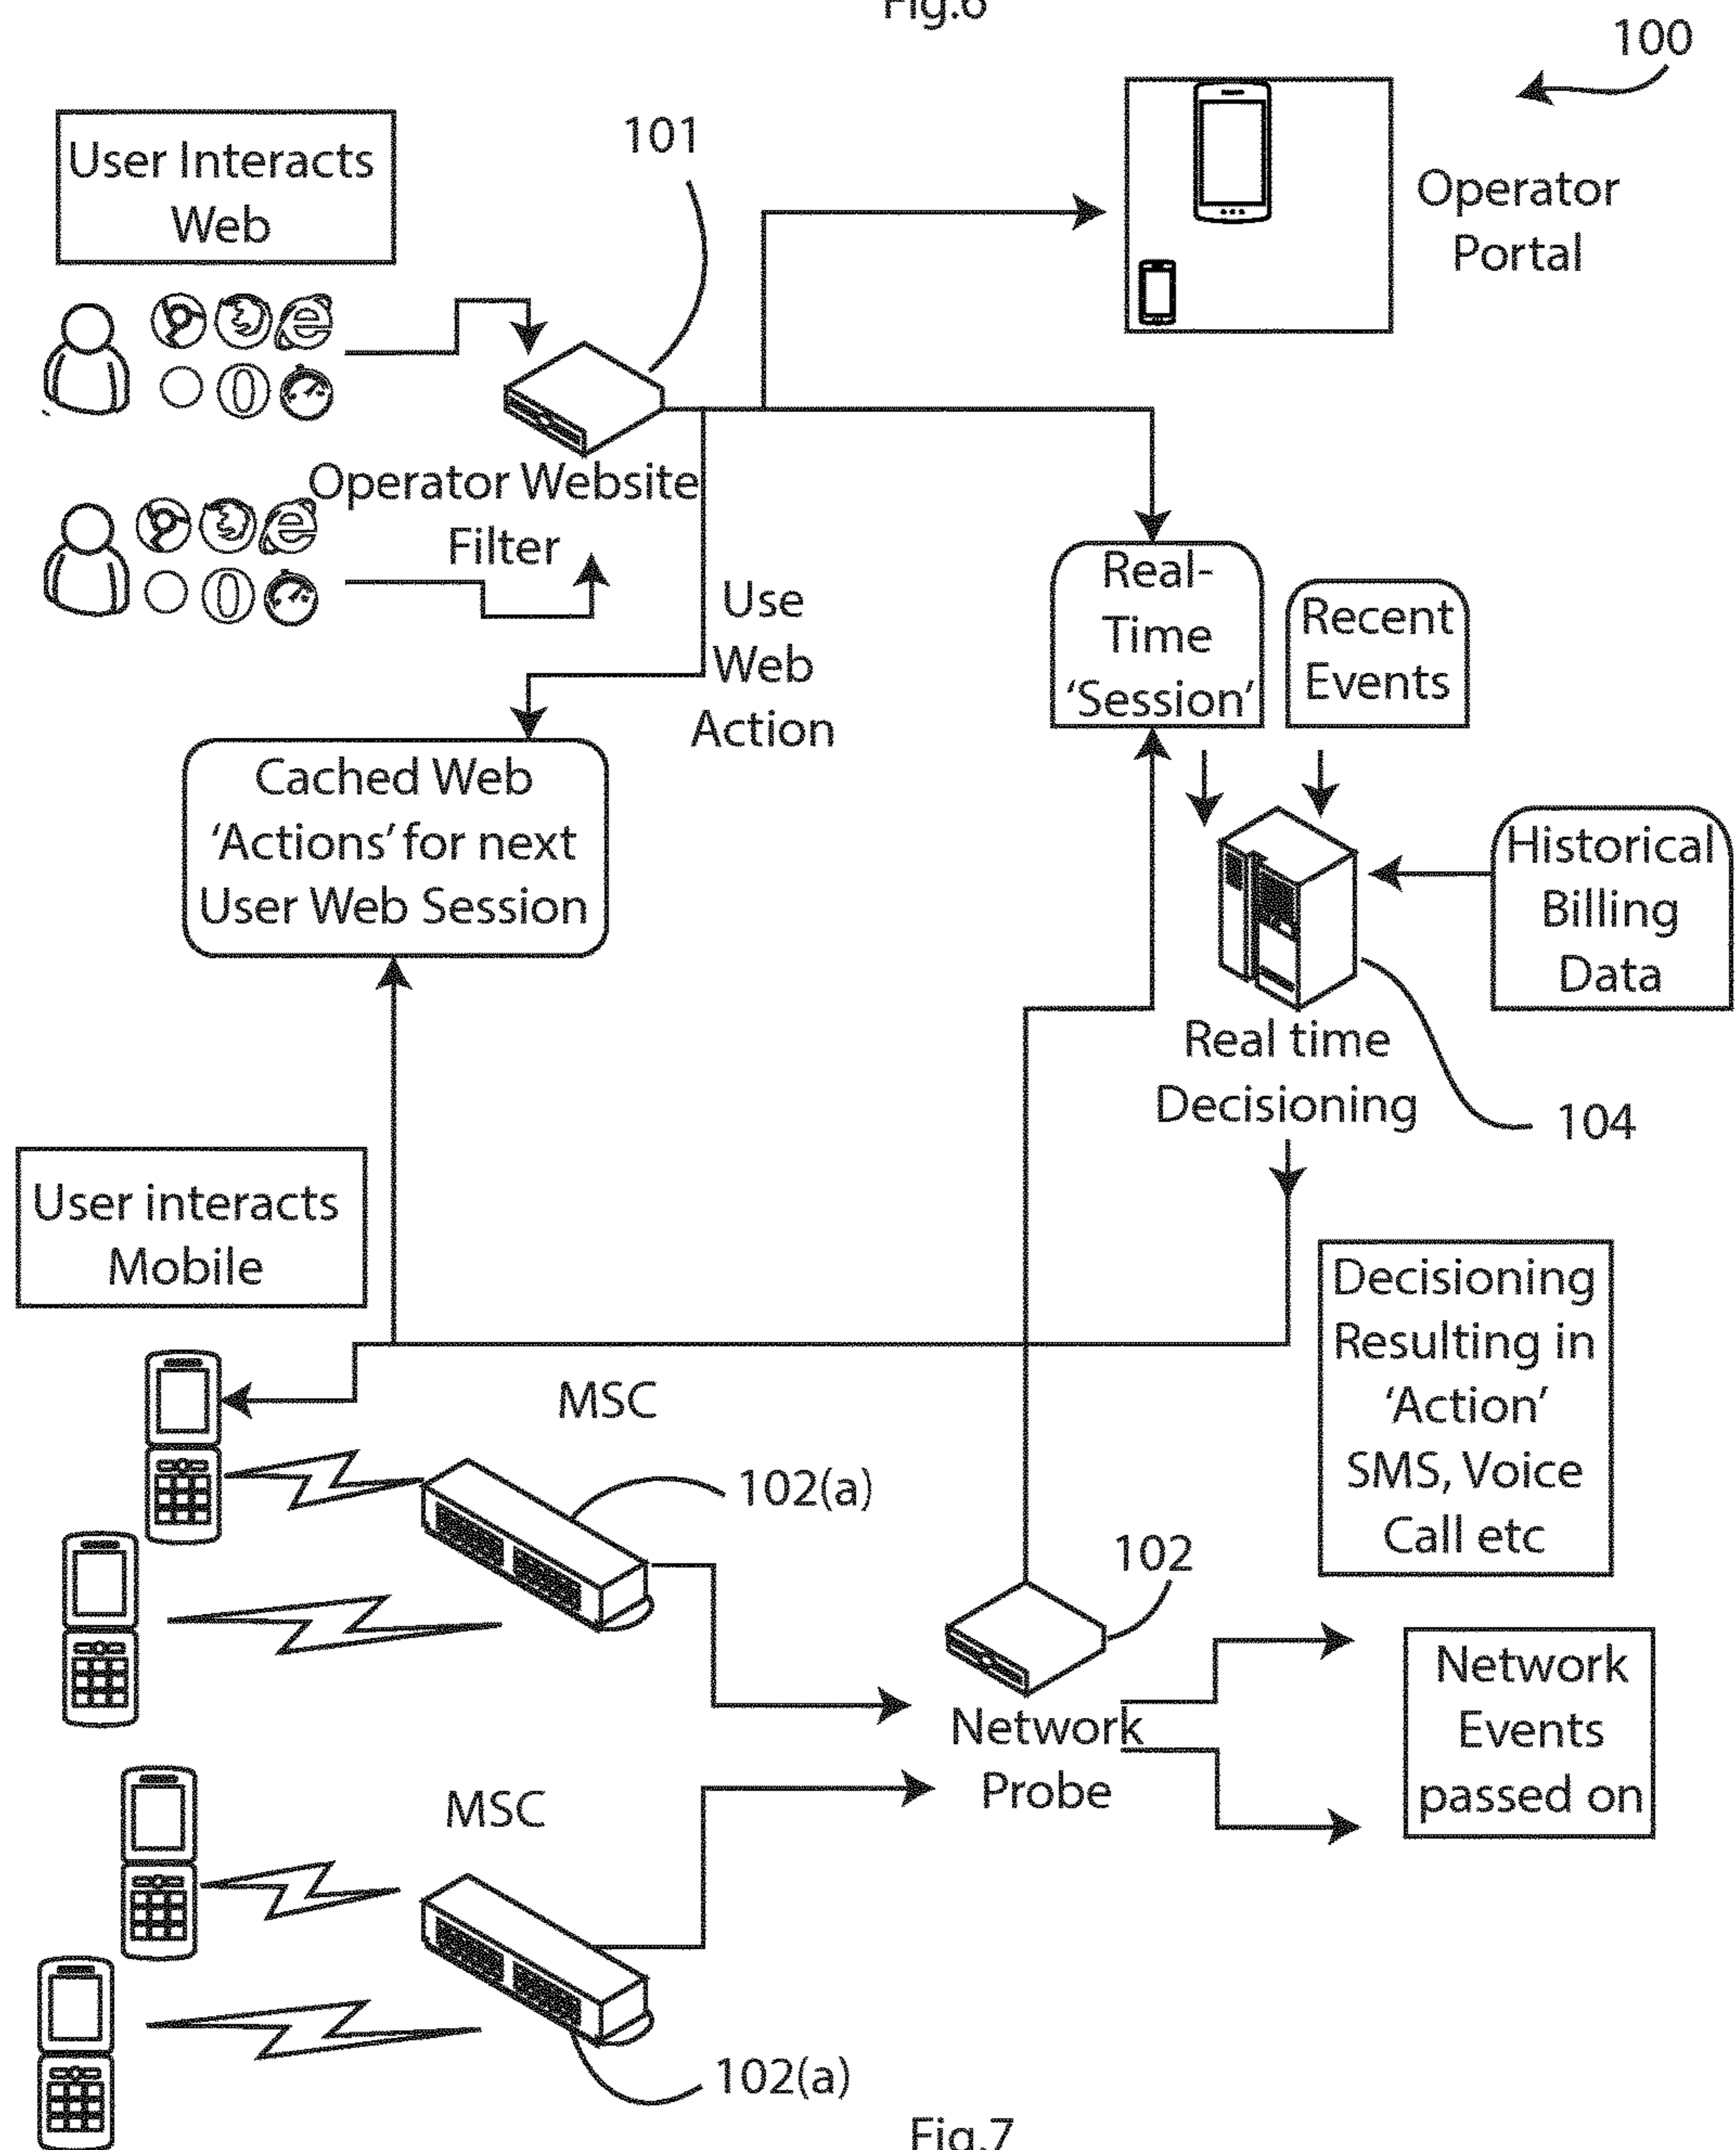 Fig.6
100
User Interacts
Web
101
Operator
Portal
Operator Website
Filter
Use
Web
Action
Real-
Time
'Session'
Recent
Events
Cached Web
'Actions' for next
User Web Session
Historical
Billing
Data
Real time
Decisioning
104
User interacts
Mobile
Decisioning
Resulting in
'Action'
SMS, Voice
Call etc
MSC
102(a)
102
Network
Probe
Network
Events
passed on
MSC
102(a)
Fig.7